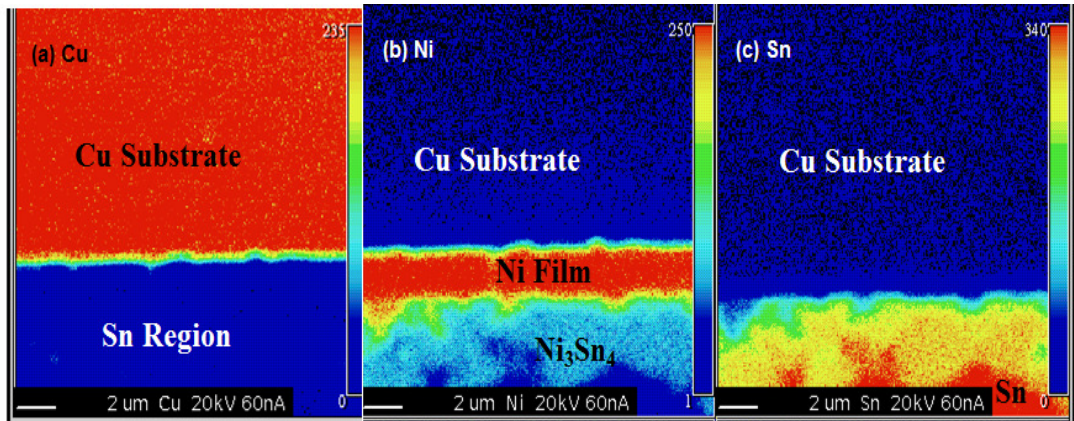 (a) Cu
235
Cu Substrate
Sn Region
0
2 um Cu 20kV 60nA
(b) Ni
250
Cu Substrate
Ni Film
Ni₃Sn₄
1
2 um Ni 20kV 60nA
(c) Sn
340
Cu Substrate
Sn
0
2 um Sn 20kV 60nA